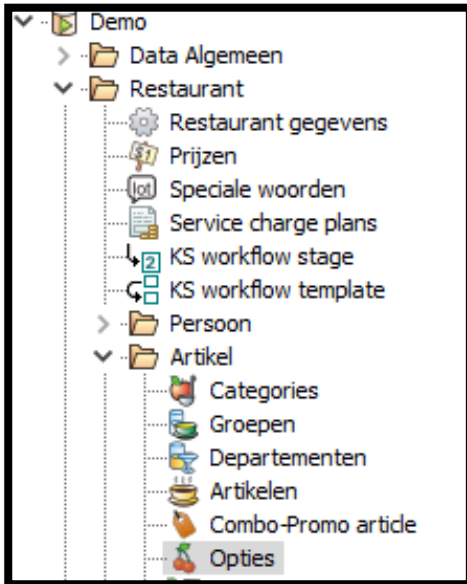 Demo
Data Algemeen
Restaurant
Restaurant gegevens
Prijzen
Speciale woorden
Service charge plans
KS workflow stage
KS workflow template
Persoon
Artikel
Categories
Groepen
Departementen
Artikelen
Combo-Promo article
Opties